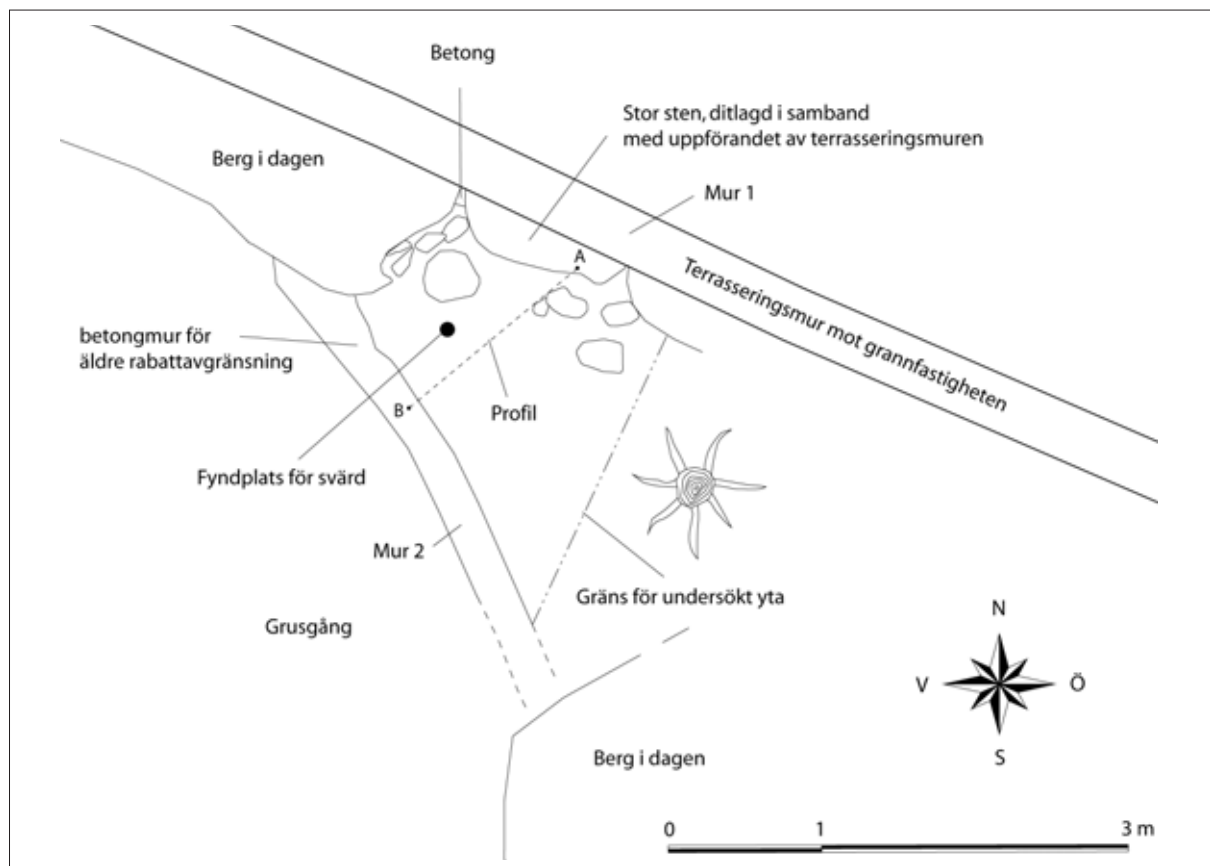 Betong
Stor sten, ditlagd i samband
med uppförandet av terrasseringsmuren
Berg i dagen
Mur 1
A
Terrasseringsmur mot grannfastigheten
betongmur för
äldre rabattavgränsning
B
Profil
Fyndplats för svärd
Mur 2
Gräns för undersökt yta
Grusgång
N
V
Ö
S
Berg i dagen
0 1 3 m